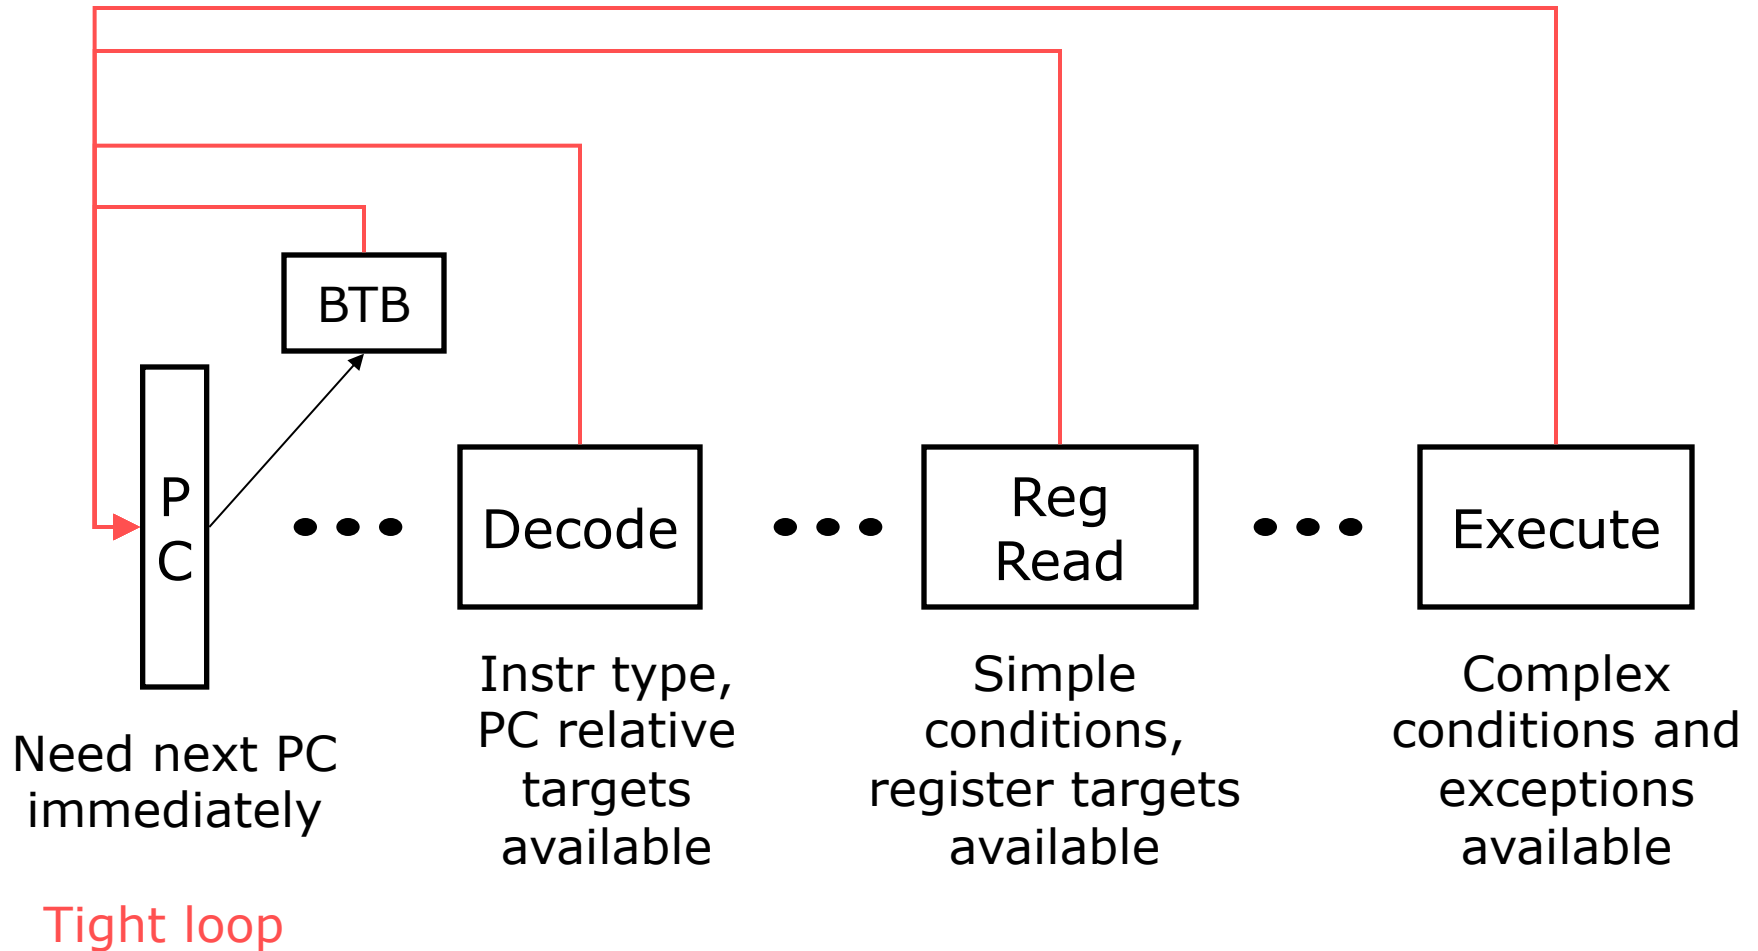 BTB
P
C
Decode
Reg
Read
Execute
Need next PC
immediately
Instr type,
PC relative
targets
available
Simple
conditions,
register targets
available
Complex
conditions and
exceptions
available
Tight loop